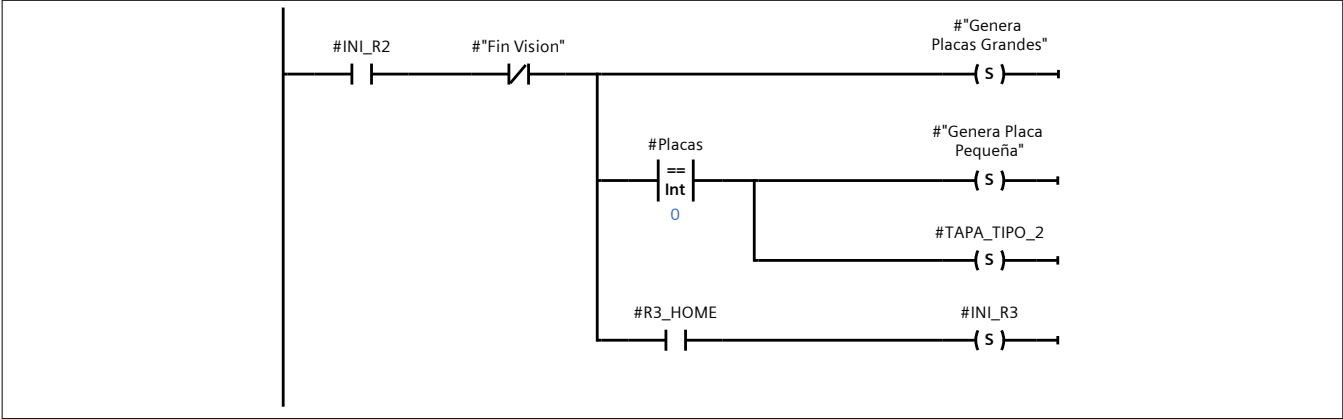 #"Genera
Placas Grandes"
#INI_R2
#"Fin Vision"
S
#"Genera Placa
Pequeña"
#Placas
==
Int
0
S
#TAPA_TIPO_2
S
#R3_HOME
#INI_R3
S